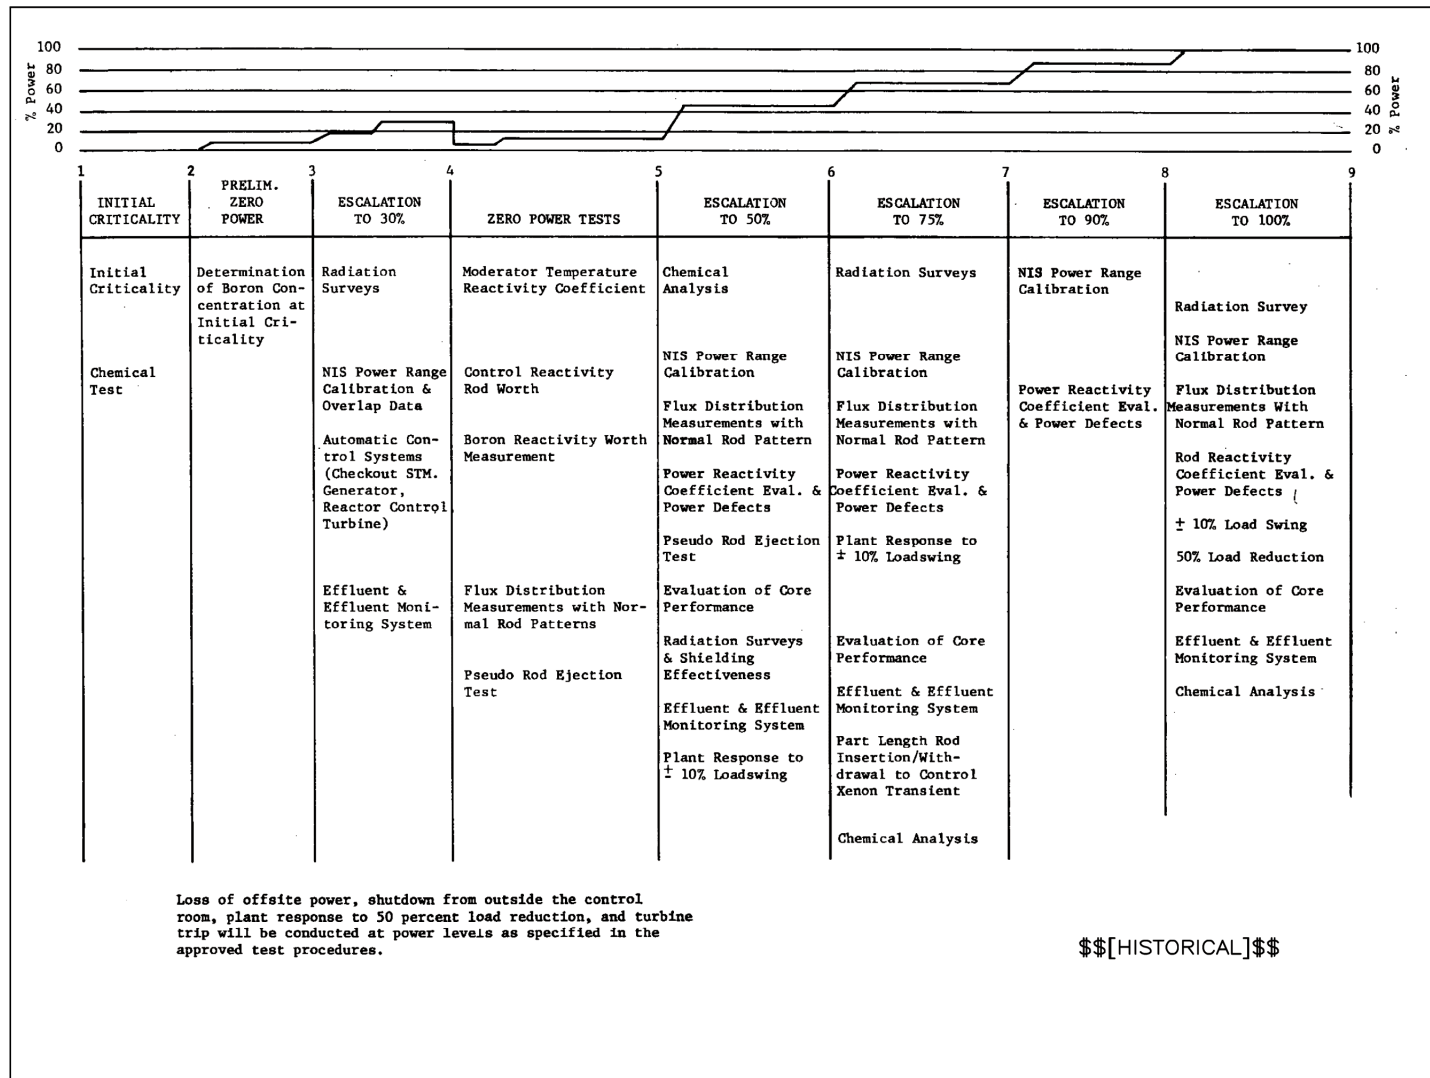 100
80
60
40
20
0
% Power
100
80
60
40
20
0
% Power
1
2
3
4
5
6
7
8
9
INITIAL
CRITICALITY
PRELIM.
ZERO
POWER
ESCALATION
TO 30%
ZERO POWER TESTS
ESCALATION
TO 50%
ESCALATION
TO 75%
ESCALATION
TO 90%
ESCALATION
TO 100%
Initial
Criticality
Chemical
Test
Determination
of Boron Con-
centration at
Initial Cri-
ticality
Radiation
Surveys
NIS Power Range
Calibration &
Overlap Data
Automatic Con-
trol Systems
(Checkout STM.
Generator,
Reactor Control
Turbine)
Effluent &
Effluent Moni-
toring System
Moderator Temperature
Reactivity Coefficient
Control Reactivity
Rod Worth
Boron Reactivity Worth
Measurement
Flux Distribution
Measurements with Nor-
mal Rod Patterns
Pseudo Rod Ejection
Test
Chemical
Analysis
NIS Power Range
Calibration
Flux Distribution
Measurements with
Normal Rod Pattern
Power Reactivity
Coefficient Eval. &
Power Defects
Pseudo Rod Ejection
Test
Evaluation of Core
Performance
Radiation Surveys
& Shielding
Effectiveness
Effluent & Effluent
Monitoring System
Plant Response to
± 10% Loadswing
Radiation Surveys
NIS Power Range
Calibration
Flux Distribution
Measurements with
Normal Rod Pattern
Power Reactivity
Coefficient Eval. &
Power Defects
Plant Response to
± 10% Loadswing
Evaluation of Core
Performance
Effluent & Effluent
Monitoring System
Part Length Rod
Insertion/With-
drawal to Control
Xenon Transient
Chemical Analysis
NIS Power Range
Calibration
Power Reactivity
Coefficient Eval.
& Power Defects
Radiation Survey
NIS Power Range
Calibration
Flux Distribution
Measurements With
Normal Rod Pattern
Rod Reactivity
Coefficient Eval. &
Power Defects
± 10% Load Swing
50% Load Reduction
Evaluation of Core
Performance
Effluent & Effluent
Monitoring System
Chemical Analysis
Loss of offsite power, shutdown from outside the control
room, plant response to 50 percent load reduction, and turbine
trip will be conducted at power levels as specified in the
approved test procedures.
$$[HISTORICAL]$$